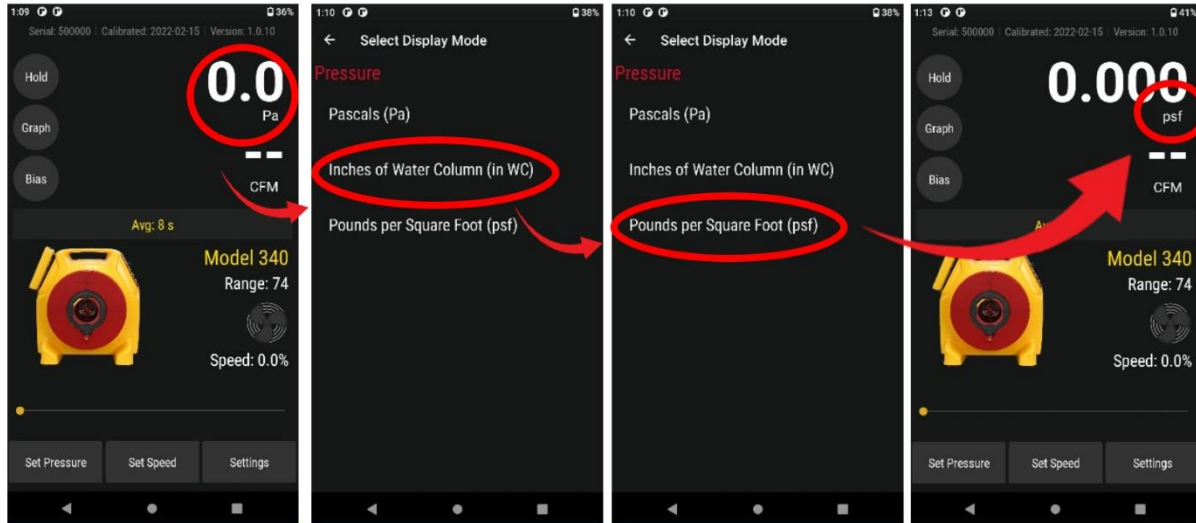 1:09
36%
Serial: 500000 | Calibrated: 2022-02-15 | Version: 1.0.10
Hold
0.0
Pa
Graph
--
Bias
CFM
Avg: 8 s
Model 340
Range: 74
Speed: 0.0%
Set Pressure
Set Speed
Settings
1:10
38%
Select Display Mode
Pressure
Pascals (Pa)
Inches of Water Column (in WC)
Pounds per Square Foot (psf)
1:10
38%
Select Display Mode
Pressure
Pascals (Pa)
Inches of Water Column (in WC)
Pounds per Square Foot (psf)
1:13
41%
Serial: 500000 | Calibrated: 2022-02-15 | Version: 1.0.10
Hold
0.000
psf
Graph
--
Bias
CFM
Model 340
Range: 74
Speed: 0.0%
Set Pressure
Set Speed
Settings